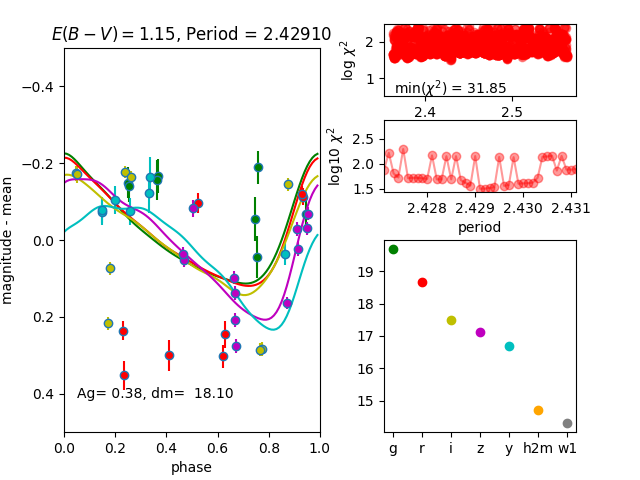 E(B − V) = 1.15, Period = 2.42910
−0.4
−0.2
0.0
0.2
0.4
magnitude - mean
Ag= 0.38, dm=  18.10
0.0 0.2 0.4 0.6 0.8 1.0
phase
2
1
log χ²
min(χ²) = 31.85
2.4 2.5
2.5
2.0
1.5
log10 χ²
2.428 2.429 2.430 2.431
period
19
18
17
16
15
g r i z y h2m w1